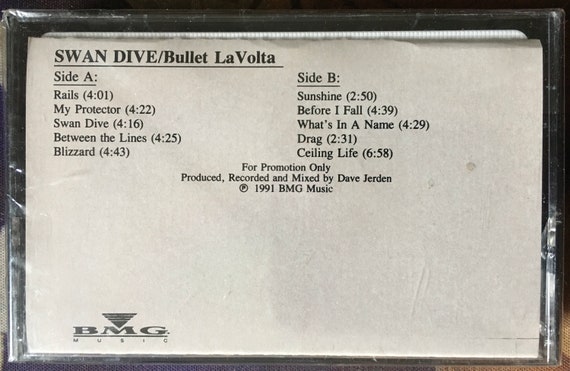 SWAN DIVE/Bullet LaVolta
Side A:
Rails (4:01)
My Protector (4:22)
Swan Dive (4:16)
Between the Lines (4:25)
Blizzard (4:43)
Side B:
Sunshine (2:50)
Before I Fall (4:39)
What's In A Name (4:29)
Drag (2:31)
Ceiling Life (6:58)
For Promotion Only
Produced, Recorded and Mixed by Dave Jerden
℗ 1991 BMG Music
BMG
MUSIC